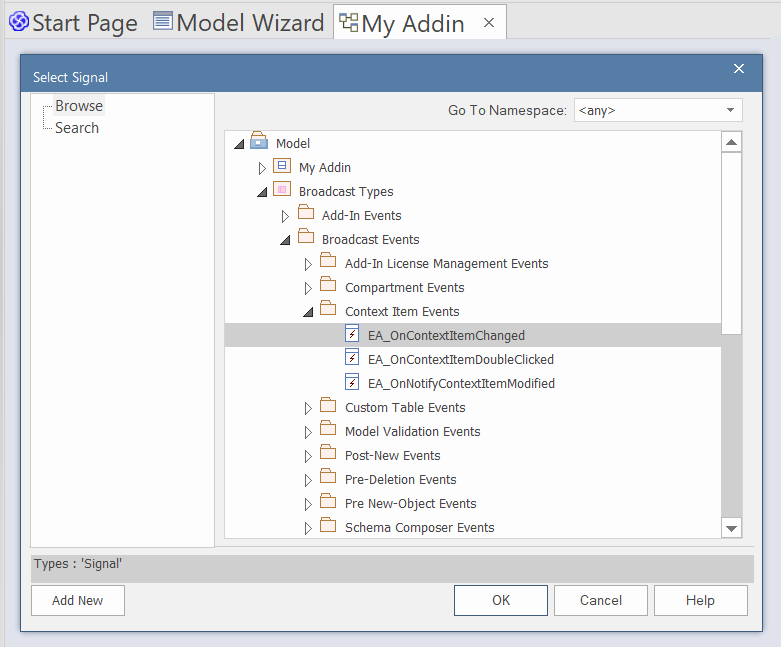 Start Page Model Wizard My Addin
Select Signal
Browse
Search
Go To Namespace: <any>
Model
My Addin
Broadcast Types
Add-In Events
Broadcast Events
Add-In License Management Events
Compartment Events
Context Item Events
EA_OnContextItemChanged
EA_OnContextItemDoubleClicked
EA_OnNotifyContextItemModified
Custom Table Events
Model Validation Events
Post-New Events
Pre-Deletion Events
Pre New-Object Events
Schema Composer Events
Types : 'Signal'
Add New OK Cancel Help